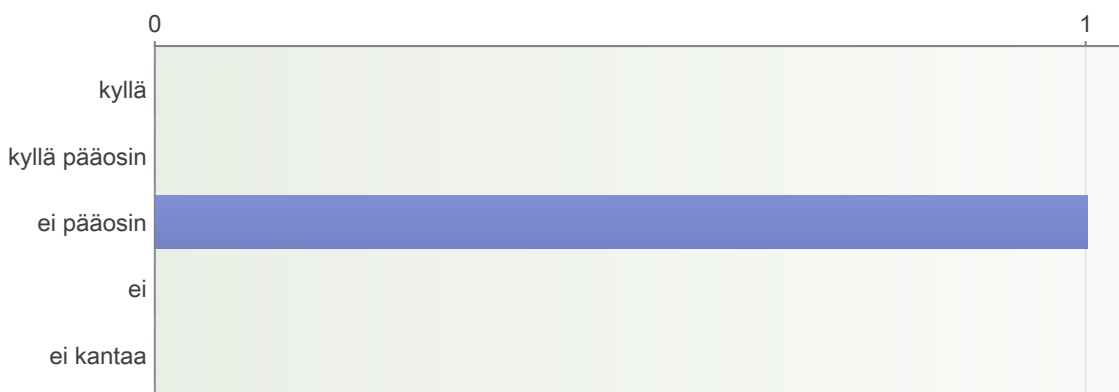 0 1
kyllä
kyllä pääosin
ei pääosin
ei
ei kantaa